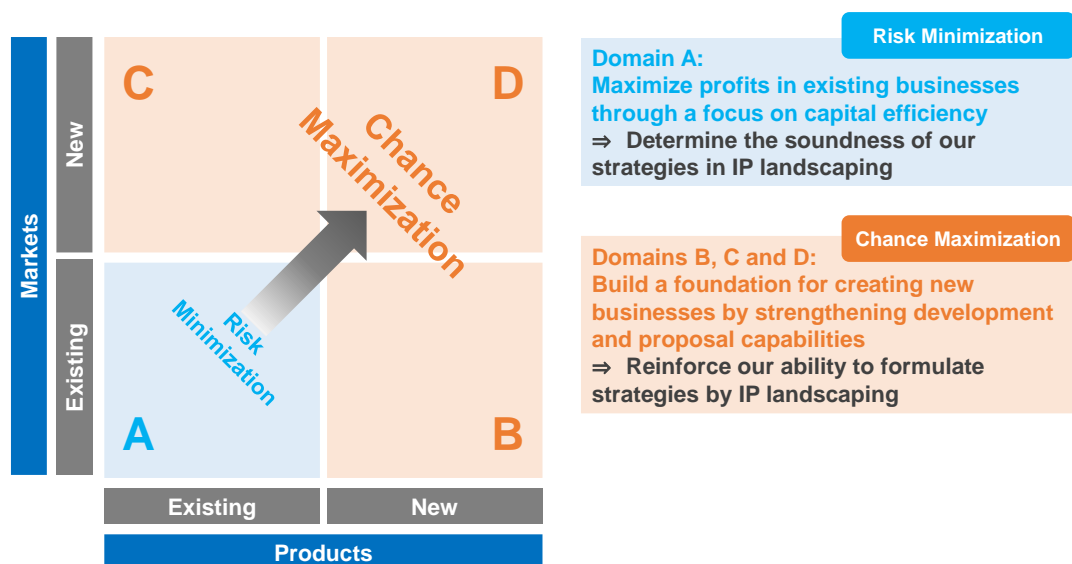 Markets
New
Existing
C
D
Chance
Maximization
Risk
Minimization
A
B
Existing
New
Products
Risk Minimization
Domain A:
Maximize profits in existing businesses
through a focus on capital efficiency
⇒ Determine the soundness of our
strategies in IP landscaping
Chance Maximization
Domains B, C and D:
Build a foundation for creating new
businesses by strengthening development
and proposal capabilities
⇒ Reinforce our ability to formulate
strategies by IP landscaping